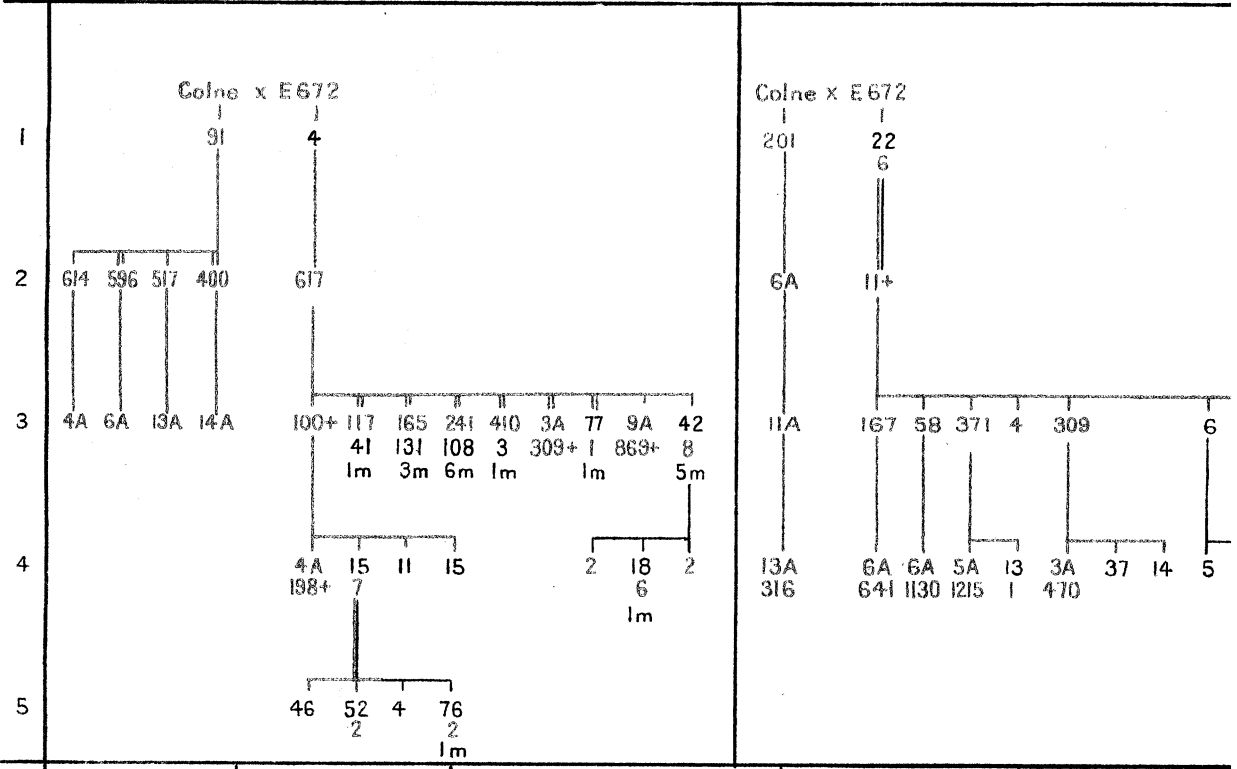 Colne x E672 Colne x E672
1 91 4 201 22
6
2 614 596 517 400 617 6A 11+
3 4A 6A 13A 14A 100+ 117 165 241 410 3A 77 9A 42 11A 167 58 371 4 309 6
41 131 108 3 309+ 1 869+ 8
1m 3m 6m 1m 1m 5m
4 4A 15 11 15 2 18 2 13A 6A 6A 5A 13 3A 37 14 5
198+ 7 6 316 641 1130 1215 1 470
1m
5 46 52 4 76
2 2
1m